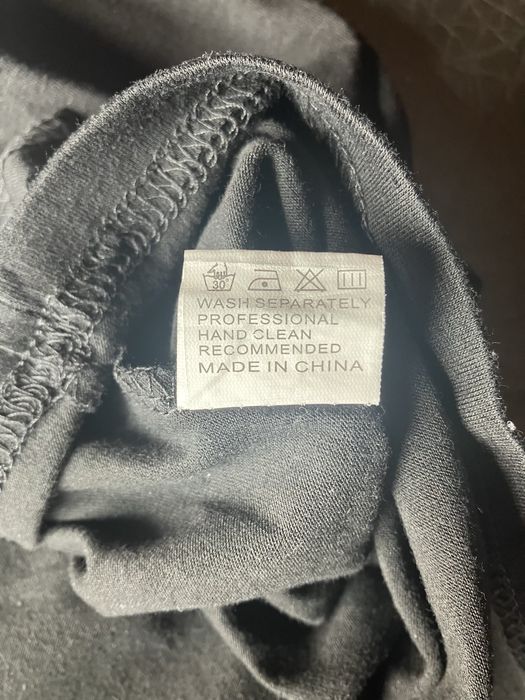 30°
WASH SEPARATELY
PROFESSIONAL
HAND CLEAN
RECOMMENDED
MADE IN CHINA